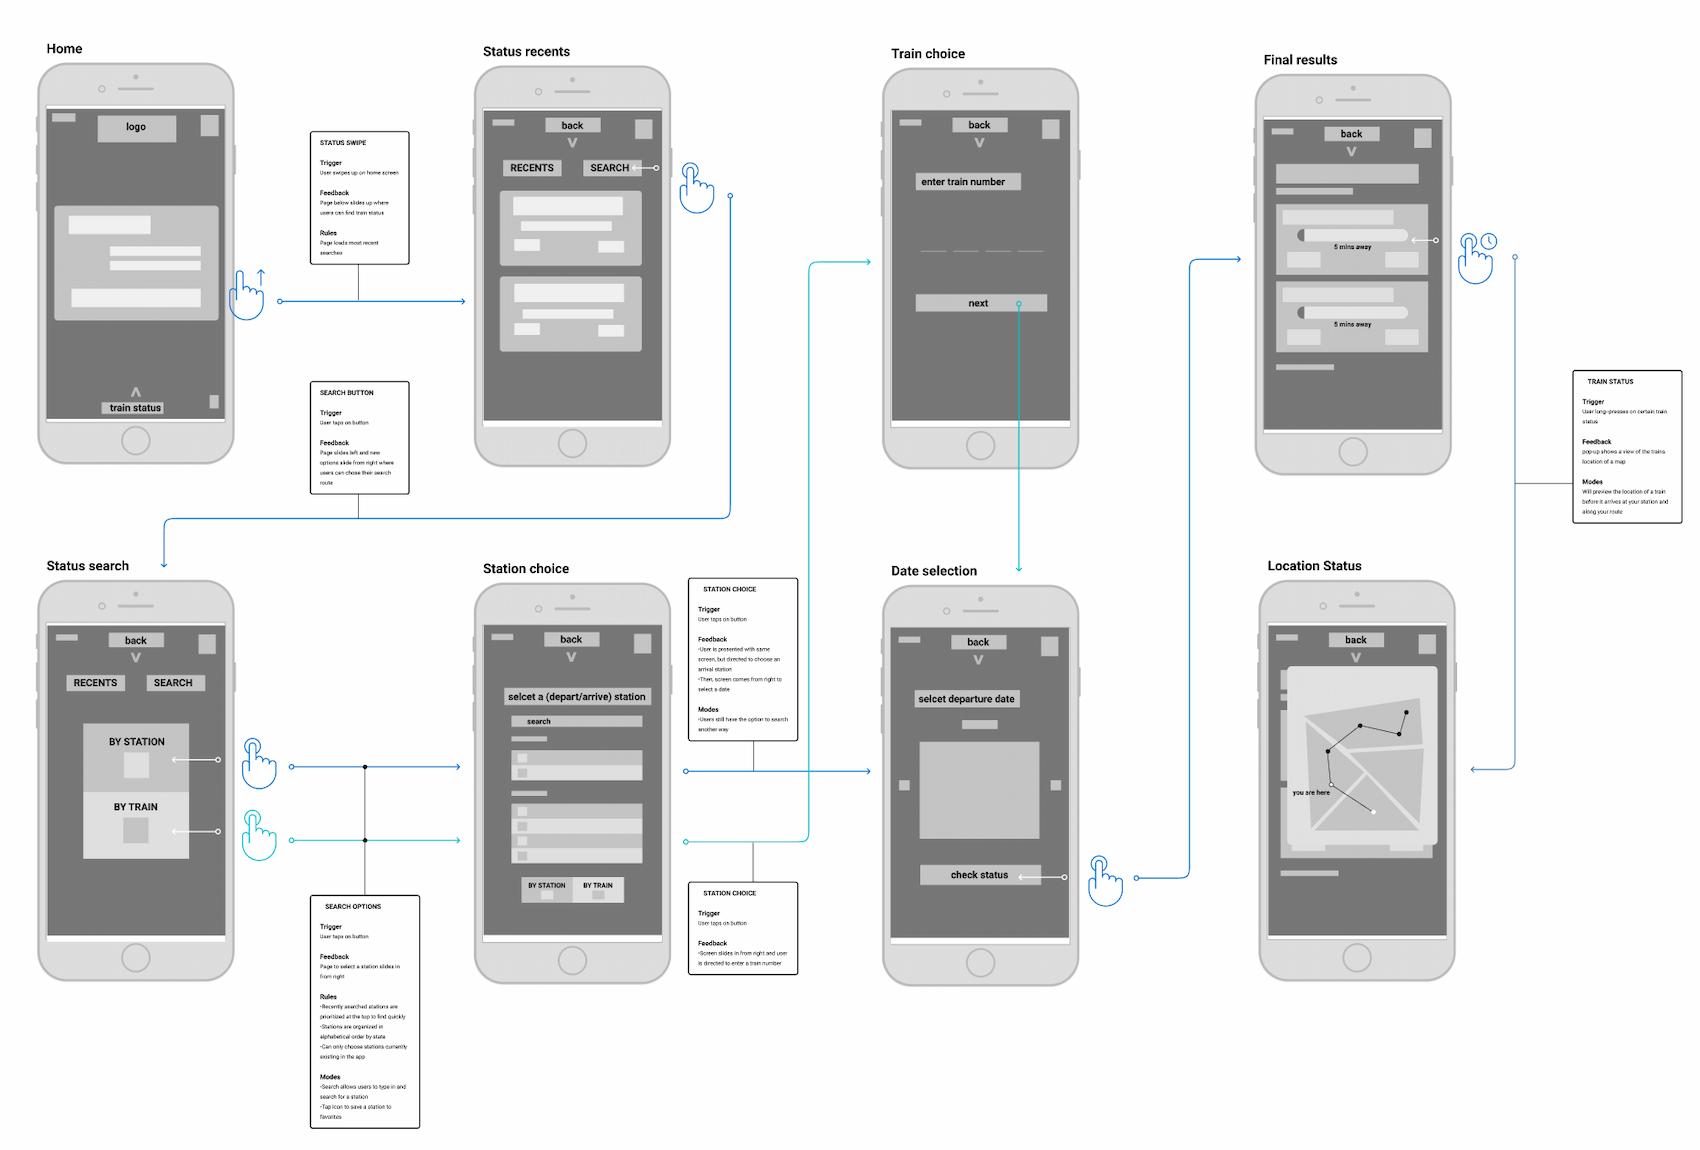 Home
logo
train status
STATUS SWIPE
Trigger
User swipes up on home screen
Feedback
Page below slides up where
users can find train status
Rules
Page loads most recent
searches
SEARCH BUTTON
Trigger
User taps on button
Feedback
Page slides left and new
options slide from right where
users can chose their search
route
Status recents
back
RECENTS
SEARCH
Train choice
back
enter train number
next
Final results
back
5 mins away
5 mins away
TRAIN STATUS
Trigger
User long-presses on certain train
status
Feedback
pop-up shows a view of the trains
location of a map
Modes
Will preview the location of a train
before it arrives at your station and
along your route
Status search
back
RECENTS
SEARCH
BY STATION
BY TRAIN
SEARCH OPTIONS
Trigger
User taps on button
Feedback
Page to select a station slides in
from right
Rules
-Recently searched stations are
prioritized at the top to find quickly
-Stations are organized in
alphabetical order by state
-Can only choose stations currently
existing in the app
Modes
-Search allows users to type in and
search for a station
-Tap icon to save a station to
favorites
Station choice
back
selcet a (depart/arrive) station
search
BY STATION
BY TRAIN
STATION CHOICE
Trigger
User taps on button
Feedback
-User is presented with same
screen, but directed to choose an
arrival station
-Then, screen comes from right to
select a date
Modes
-Users still have the option to search
another way
STATION CHOICE
Trigger
User taps on button
Feedback
-Screen slides in from right and user
is directed to enter a train number
Date selection
back
selcet departure date
check status
Location Status
back
you are here